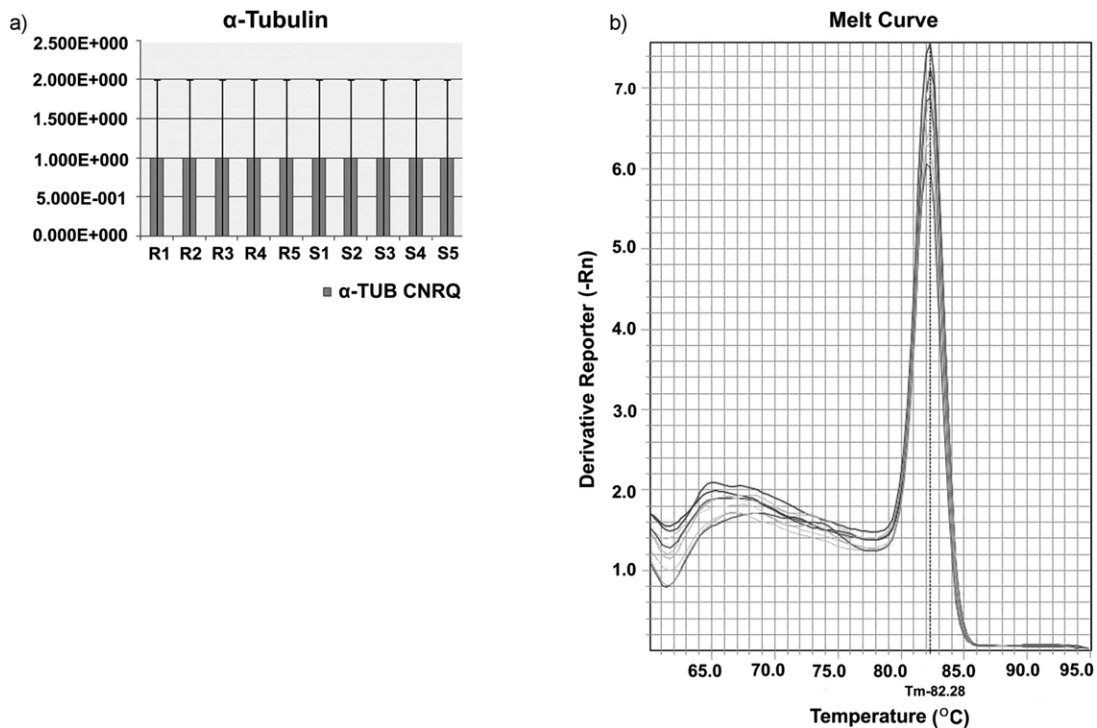 a)
α-Tubulin
2.500E+000
2.000E+000
1.500E+000
1.000E+000
5.000E-001
0.000E+000
R1 R2 R3 R4 R5 S1 S2 S3 S4 S5
α-TUB CNRQ
b)
Melt Curve
Derivative Reporter (-Rn)
7.0
6.0
5.0
4.0
3.0
2.0
1.0
65.0 70.0 75.0 80.0 85.0 90.0 95.0
Tm-82.28
Temperature (°C)